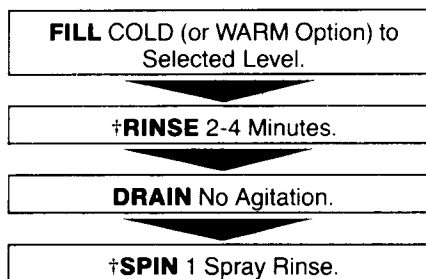 FILL COLD (or WARM Option) to
Selected Level.
†RINSE 2-4 Minutes.
DRAIN No Agitation.
†SPIN 1 Spray Rinse.